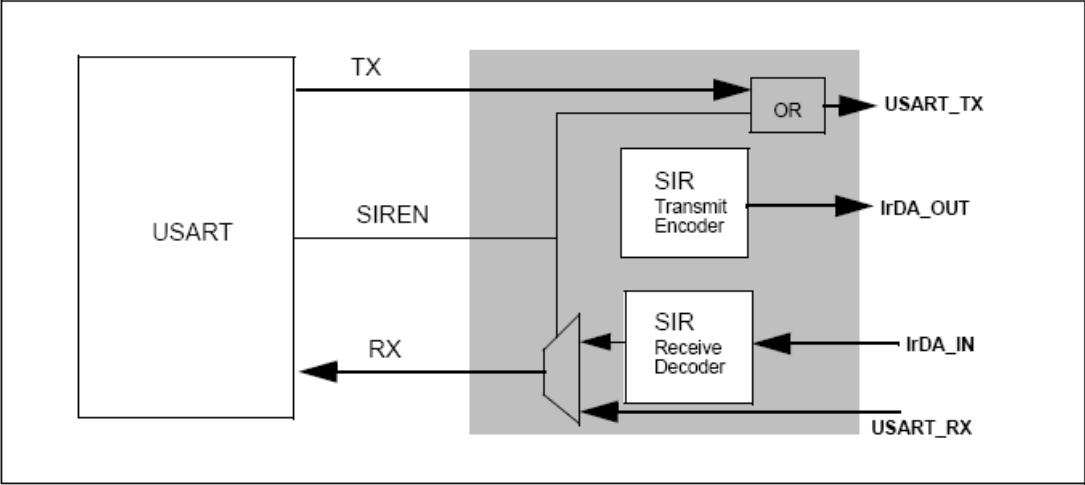 TX
OR
USART_TX
SIR
Transmit
Encoder
IrDA_OUT
USART
SIREN
SIR
Receive
Decoder
IrDA_IN
RX
USART_RX